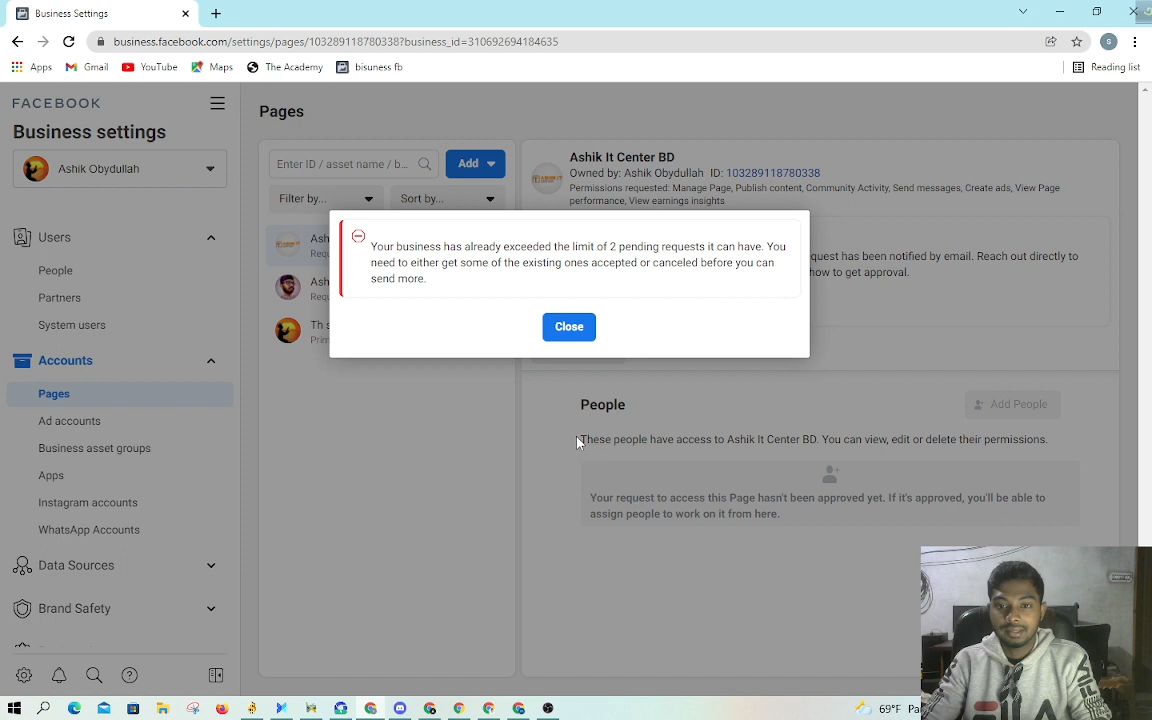 Business Settings
business.facebook.com/settings/pages/103289118780338?business_id=310692694184635
S
Apps
Gmail
YouTube
Maps
The Academy
bisuness fb
Reading list
FACEBOOK
Business settings
Ashik Obydullah
Users
People
Partners
System users
Accounts
Pages
Ad accounts
Business asset groups
Apps
Instagram accounts
WhatsApp Accounts
Data Sources
Brand Safety
Pages
Enter ID / asset name / b...
Add
Filter by...
Sort by...
Ash
Requ
Ash
Requ
Th s
Prim
Ashik It Center BD
Owned by: Ashik Obydullah ID: 103289118780338
Permissions requested: Manage Page, Publish content, Community Activity, Send messages, Create ads, View Page
performance, View earnings insights
quest has been notified by email. Reach out directly to
how to get approval.
Your business has already exceeded the limit of 2 pending requests it can have. You
need to either get some of the existing ones accepted or canceled before you can
send more.
Close
People
Add People
These people have access to Ashik It Center BD. You can view, edit or delete their permissions.
Your request to access this Page hasn't been approved yet. If it's approved, you'll be able to
assign people to work on it from here.
FILA
69°F Pa